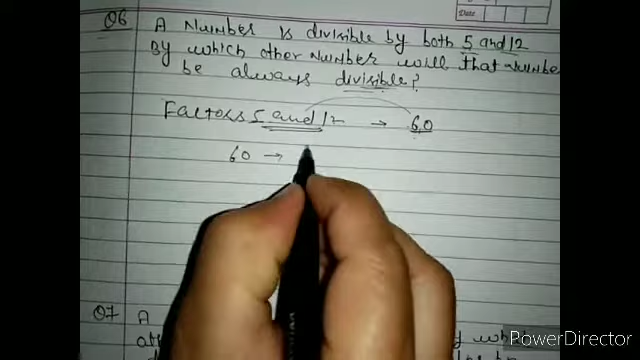 Date
Q6 A Number is divisible by both 5 and 12
By which other Number will that Number
be always divisible?
Factors 5 and 12 → 60
60 →
Q7 A
PowerDirector